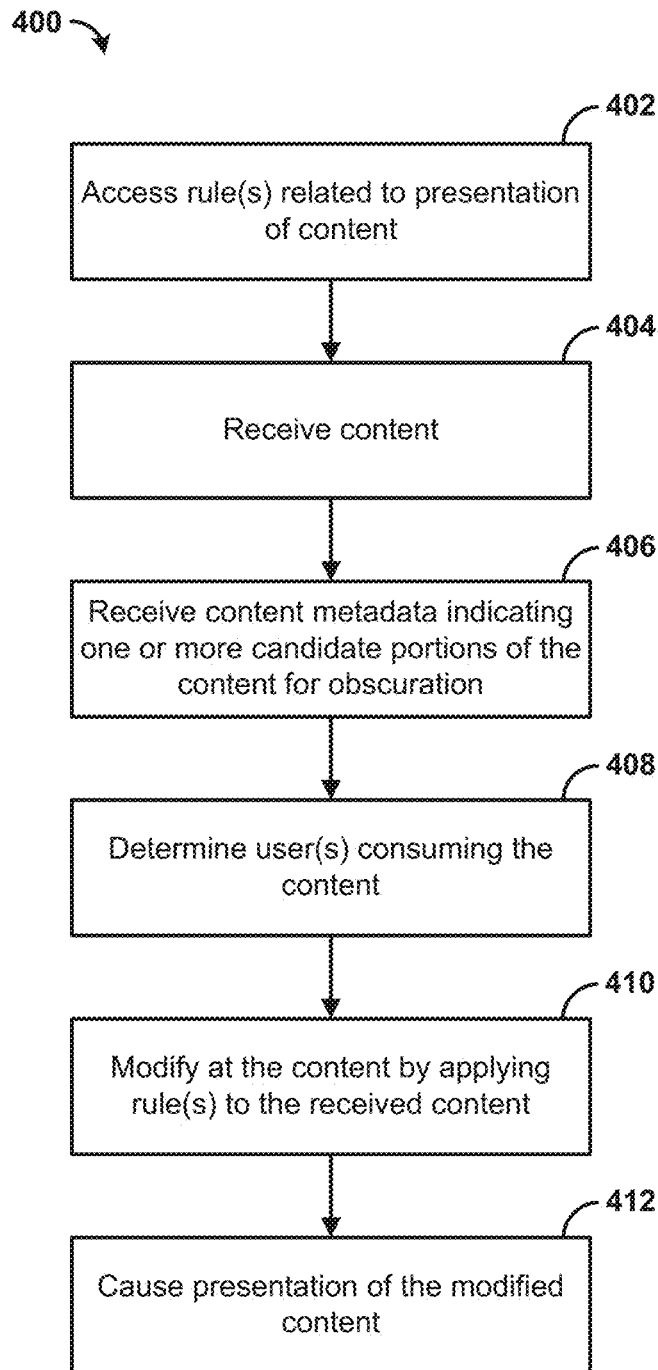 400
402
Access rule(s) related to presentation
of content
404
Receive content
406
Receive content metadata indicating
one or more candidate portions of the
content for obscuration
408
Determine user(s) consuming the
content
410
Modify at the content by applying
rule(s) to the received content
412
Cause presentation of the modified
content